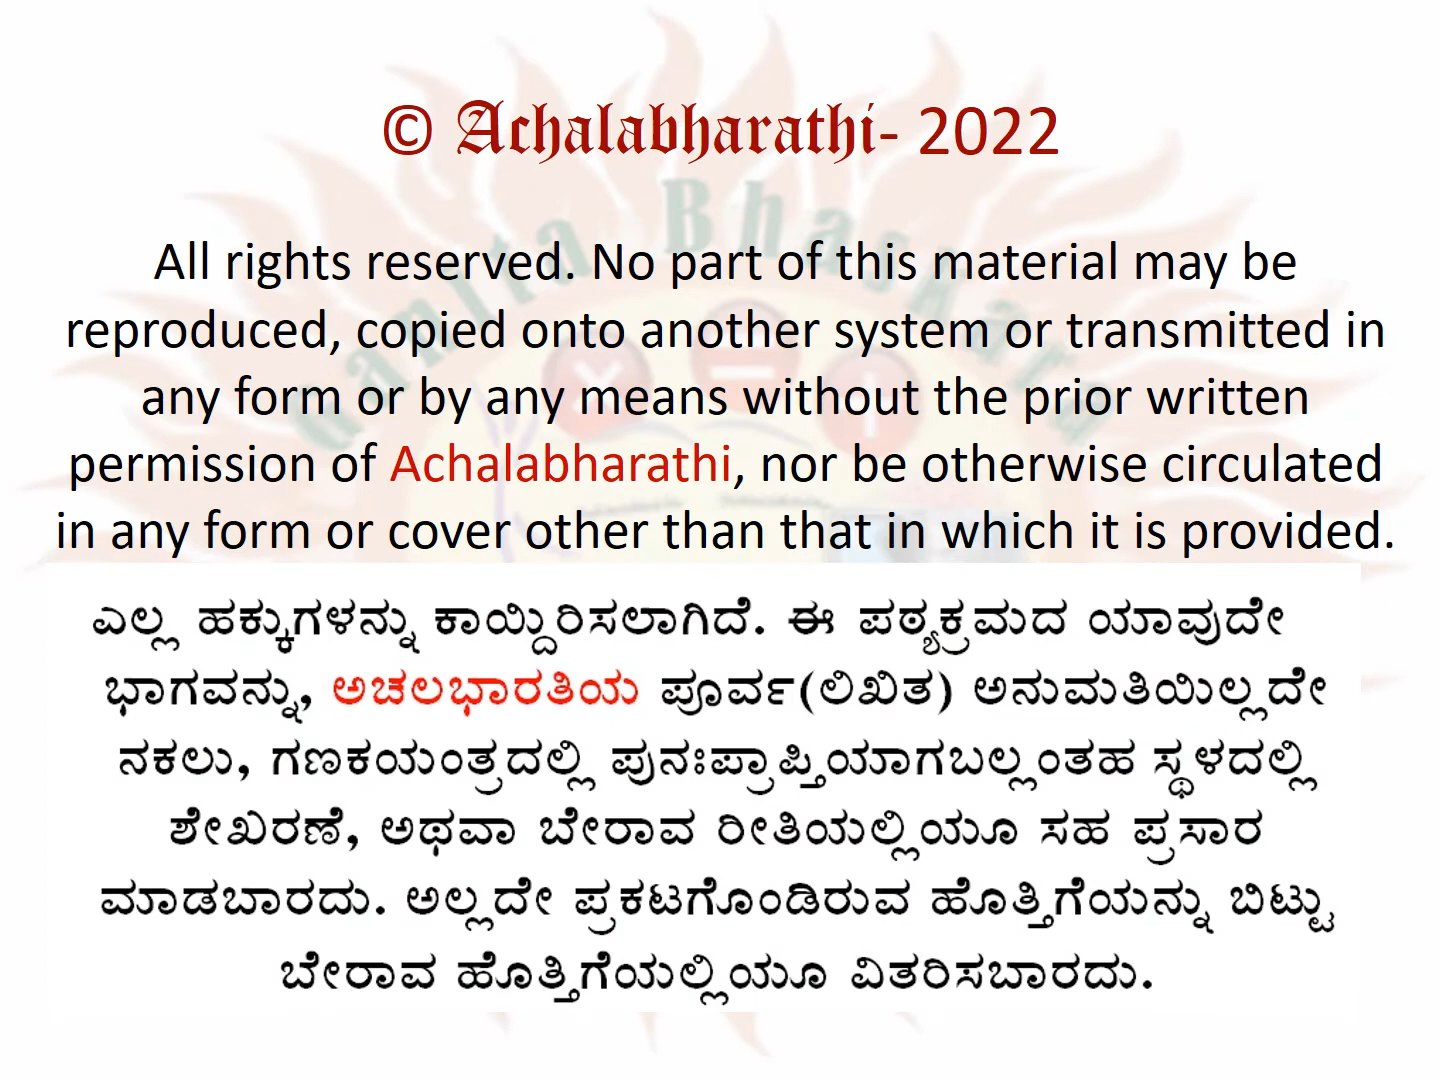 © Achalabharathi- 2022
Ganita Bhaskara
All rights reserved. No part of this material may be
reproduced, copied onto another system or transmitted in
any form or by any means without the prior written
permission of Achalabharathi, nor be otherwise circulated
in any form or cover other than that in which it is provided.
ಎಲ್ಲ ಹಕ್ಕುಗಳನ್ನು ಕಾಯ್ದಿರಿಸಲಾಗಿದೆ. ಈ ಪಠ್ಯಕ್ರಮದ ಯಾವುದೇ
ಭಾಗವನ್ನು, ಅಚಲಭಾರತಿಯ ಪೂರ್ವ(ಲಿಖಿತ) ಅನುಮತಿಯಿಲ್ಲದೇ
ನಕಲು, ಗಣಕಯಂತ್ರದಲ್ಲಿ ಪುನಃಪ್ರಾಪ್ತಿಯಾಗಬಲ್ಲಂತಹ ಸ್ಥಳದಲ್ಲಿ
ಶೇಖರಣೆ, ಅಥವಾ ಬೇರಾವ ರೀತಿಯಲ್ಲಿಯೂ ಸಹ ಪ್ರಸಾರ
ಮಾಡಬಾರದು. ಅಲ್ಲದೇ ಪ್ರಕಟಗೊಂಡಿರುವ ಹೊತ್ತಿಗೆಯನ್ನು ಬಿಟ್ಟು
ಬೇರಾವ ಹೊತ್ತಿಗೆಯಲ್ಲಿಯೂ ವಿತರಿಸಬಾರದು.